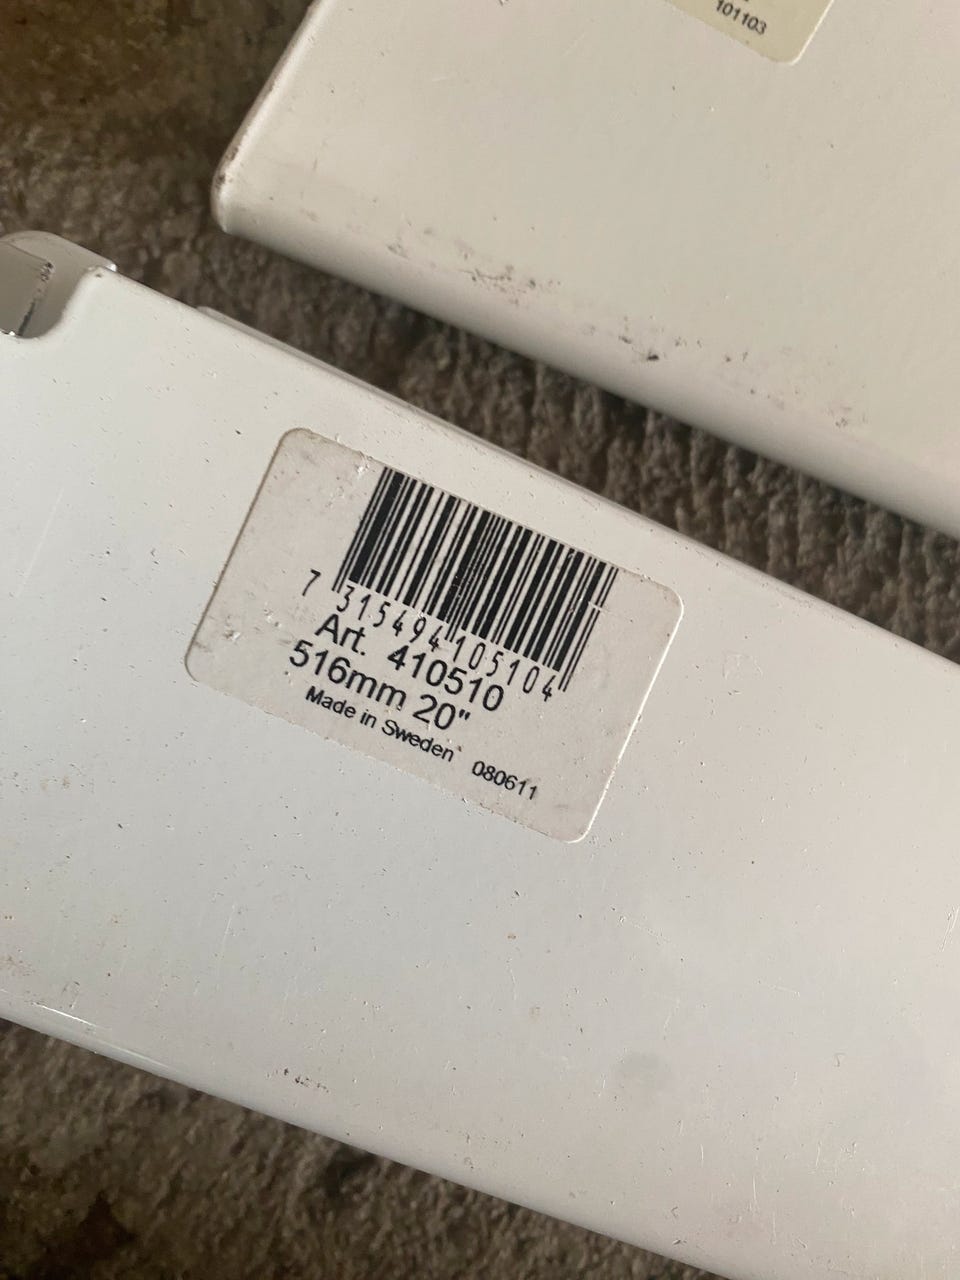 101103
7 315494 105104
Art. 410510
516mm 20"
Made in Sweden 080611